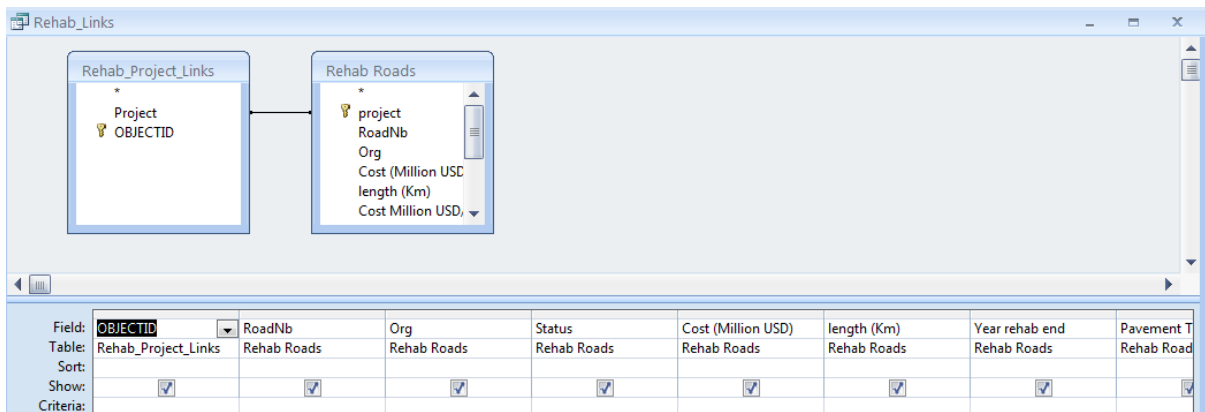 Rehab_Links
Rehab_Project_Links
*
Project
OBJECTID
Rehab Roads
*
project
RoadNb
Org
Cost (Million USD
length (Km)
Cost Million USD/
Field: OBJECTID RoadNb Org Status Cost (Million USD) length (Km) Year rehab end Pavement T
Table: Rehab_Project_Links Rehab Roads Rehab Roads Rehab Roads Rehab Roads Rehab Roads Rehab Roads Rehab Road
Sort:
Show:
Criteria: